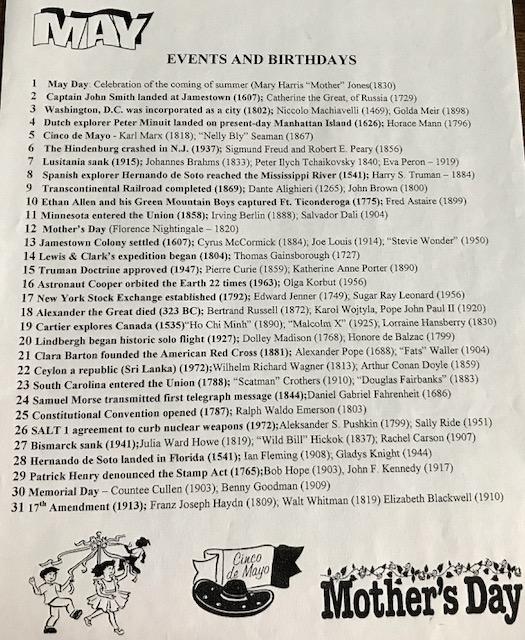 MAY
EVENTS AND BIRTHDAYS
1 May Day: Celebration of the coming of summer (Mary Harris "Mother" Jones(1830)
2 Captain John Smith landed at Jamestown (1607); Catherine the Great, of Russia (1729)
3 Washington, D.C. was incorporated as a city (1802); Niccolo Machiavelli (1469); Golda Meir (1898)
4 Dutch explorer Peter Minuit landed on present-day Manhattan Island (1626); Horace Mann (1796)
5 Cinco de Mayo - Karl Marx (1818); "Nelly Bly" Seaman (1867)
6 The Hindenburg crashed in N.J. (1937); Sigmund Freud and Robert E. Peary (1856)
7 Lusitania sank (1915); Johannes Brahms (1833); Peter Ilych Tchaikovsky 1840; Eva Peron – 1919)
8 Spanish explorer Hernando de Soto reached the Mississippi River (1541); Harry S. Truman – 1884)
9 Transcontinental Railroad completed (1869); Dante Alighieri (1265); John Brown (1800)
10 Ethan Allen and his Green Mountain Boys captured Ft. Ticonderoga (1775); Fred Astaire (1899)
11 Minnesota entered the Union (1858); Irving Berlin (1888); Salvador Dali (1904)
12 Mother's Day (Florence Nightingale – 1820)
13 Jamestown Colony settled (1607); Cyrus McCormick (1884); Joe Louis (1914); "Stevie Wonder" (1950)
14 Lewis & Clark's expedition began (1804); Thomas Gainsborough (1727)
15 Truman Doctrine approved (1947); Pierre Curie (1859); Katherine Anne Porter (1890)
16 Astronaut Cooper orbited the Earth 22 times (1963); Olga Korbut (1956)
17 New York Stock Exchange established (1792); Edward Jenner (1749); Sugar Ray Leonard (1956)
18 Alexander the Great died (323 BC); Bertrand Russell (1872); Karol Wojtyla, Pope John Paul II (1920)
19 Cartier explores Canada (1535)"Ho Chi Minh" (1890); "Malcolm X" (1925), Lorraine Hansberry (1830)
20 Lindbergh began historic solo flight (1927); Dolley Madison (1768); Honore de Balzac (1799)
21 Clara Barton founded the American Red Cross (1881); Alexander Pope (1688); "Fats" Waller (1904)
22 Ceylon a republic (Sri Lanka) (1972);Wilhelm Richard Wagner (1813); Arthur Conan Doyle (1859)
23 South Carolina entered the Union (1788); "Scatman" Crothers (1910); "Douglas Fairbanks" (1883)
24 Samuel Morse transmitted first telegraph message (1844);Daniel Gabriel Fahrenheit (1686)
25 Constitutional Convention opened (1787); Ralph Waldo Emerson (1803)
26 SALT 1 agreement to curb nuclear weapons (1972);Aleksander S. Pushkin (1799); Sally Ride (1951)
27 Bismarck sank (1941);Julia Ward Howe (1819); "Wild Bill" Hickok (1837); Rachel Carson (1907)
28 Hernando de Soto landed in Florida (1541); Ian Fleming (1908); Gladys Knight (1944)
29 Patrick Henry denounced the Stamp Act (1765);Bob Hope (1903), John F. Kennedy (1917)
30 Memorial Day – Countee Cullen (1903); Benny Goodman (1909)
31 17th Amendment (1913); Franz Joseph Haydn (1809); Walt Whitman (1819) Elizabeth Blackwell (1910)
Cinco
de Mayo
Mother's Day